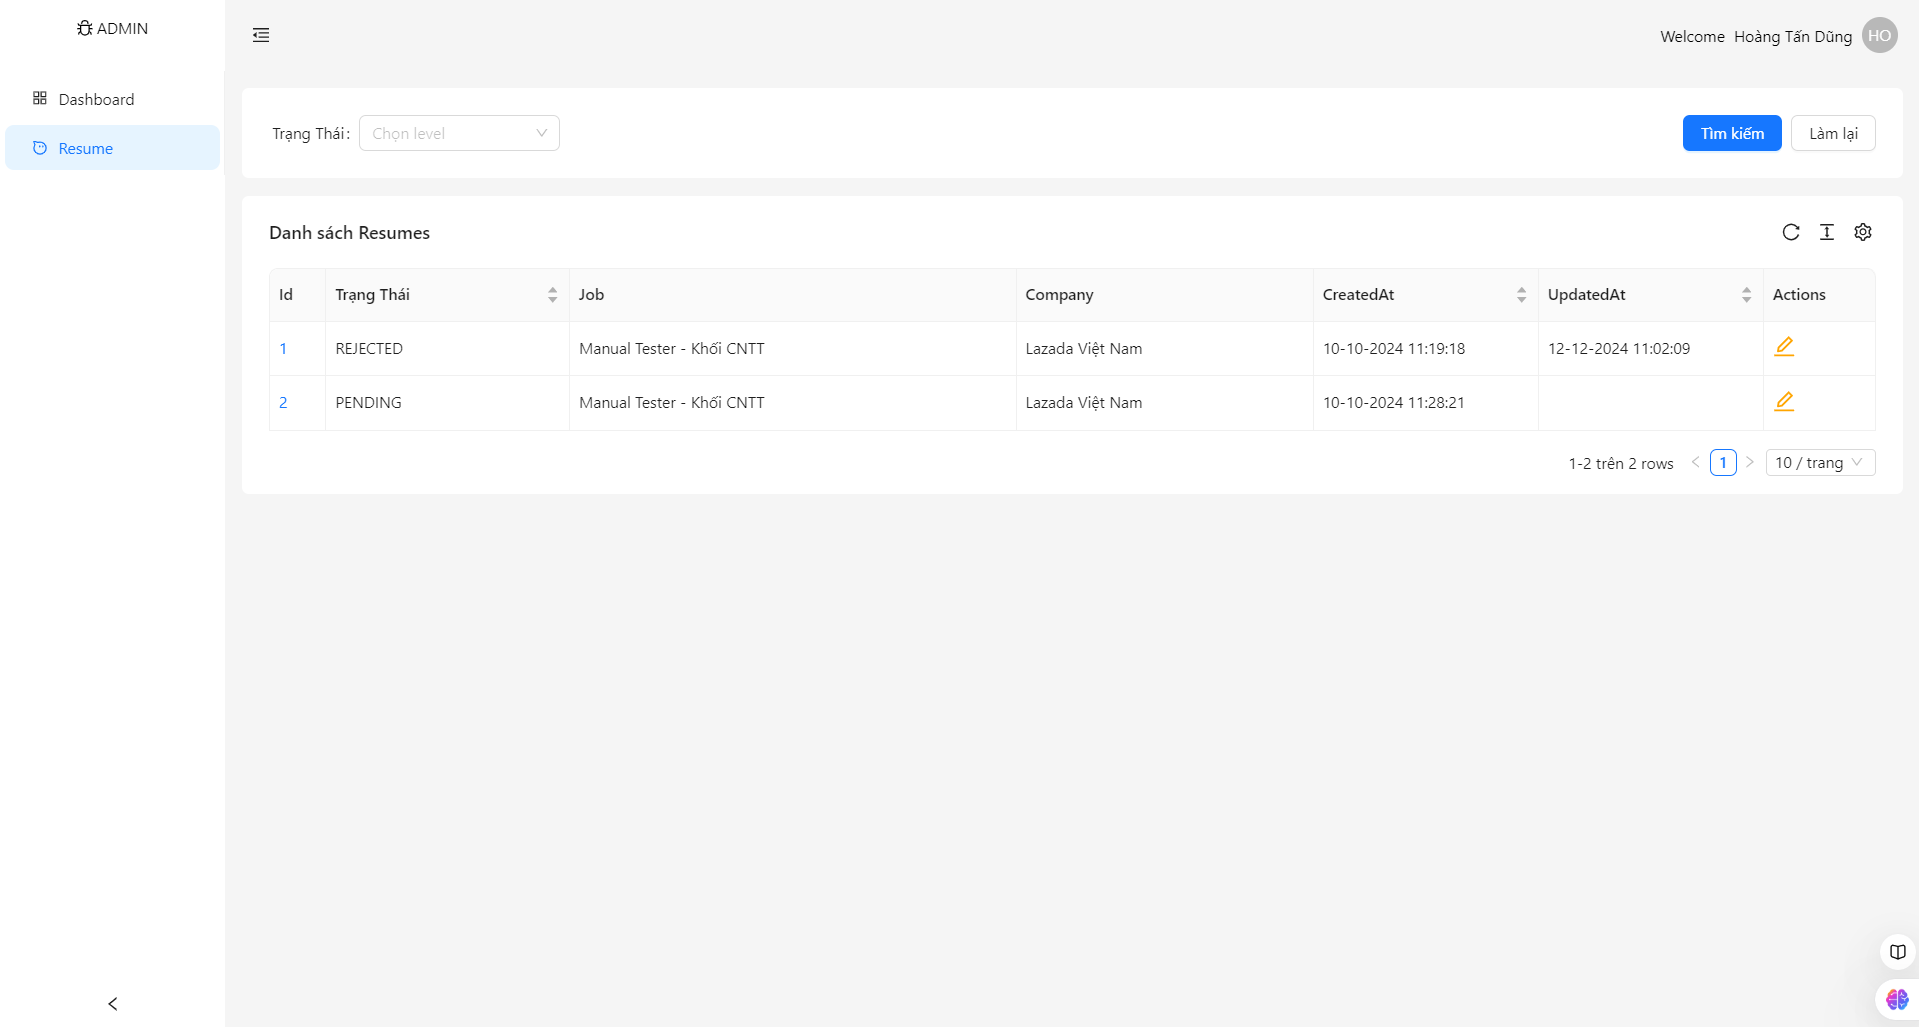 ADMIN
Welcome Hoàng Tấn Dũng HO
Dashboard
Resume
Trạng Thái: Chọn level Tìm kiếm Làm lại
Danh sách Resumes
Id Trạng Thái Job Company CreatedAt UpdatedAt Actions
1 REJECTED Manual Tester - Khối CNTT Lazada Việt Nam 10-10-2024 11:19:18 12-12-2024 11:02:09
2 PENDING Manual Tester - Khối CNTT Lazada Việt Nam 10-10-2024 11:28:21
1-2 trên 2 rows 1 10 / trang